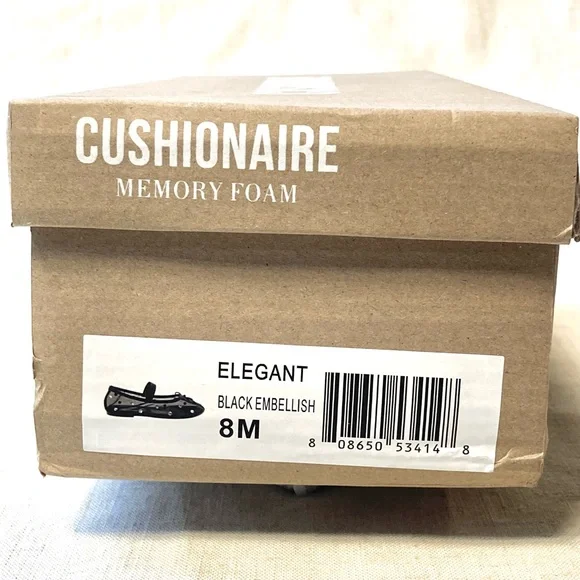 CUSHIONAIRE
MEMORY FOAM
ELEGANT
BLACK EMBELLISH
8M
8 08650 53414 8